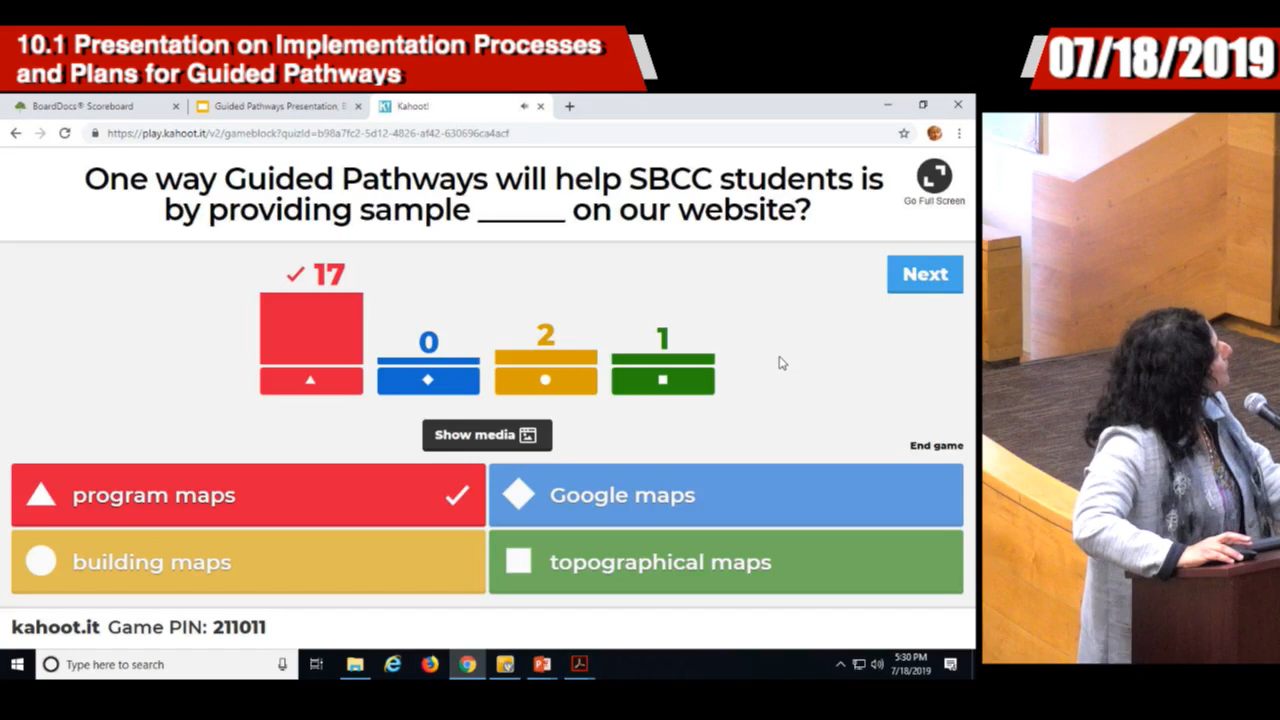 10.1 Presentation on Implementation Processes
and Plans for Guided Pathways
07/18/2019
BoardDocs® Scoreboard
Guided Pathways Presentation, B
Kahoot!
https://play.kahoot.it/v2/gameblock?quizId=b98a7fc2-5d12-4826-af42-630696ca4acf
One way Guided Pathways will help SBCC students is
by providing sample ______ on our website?
Go Full Screen
17
0
2
1
Next
Show media
End game
program maps
Google maps
building maps
topographical maps
kahoot.it Game PIN: 211011
Type here to search
5:30 PM
7/18/2019